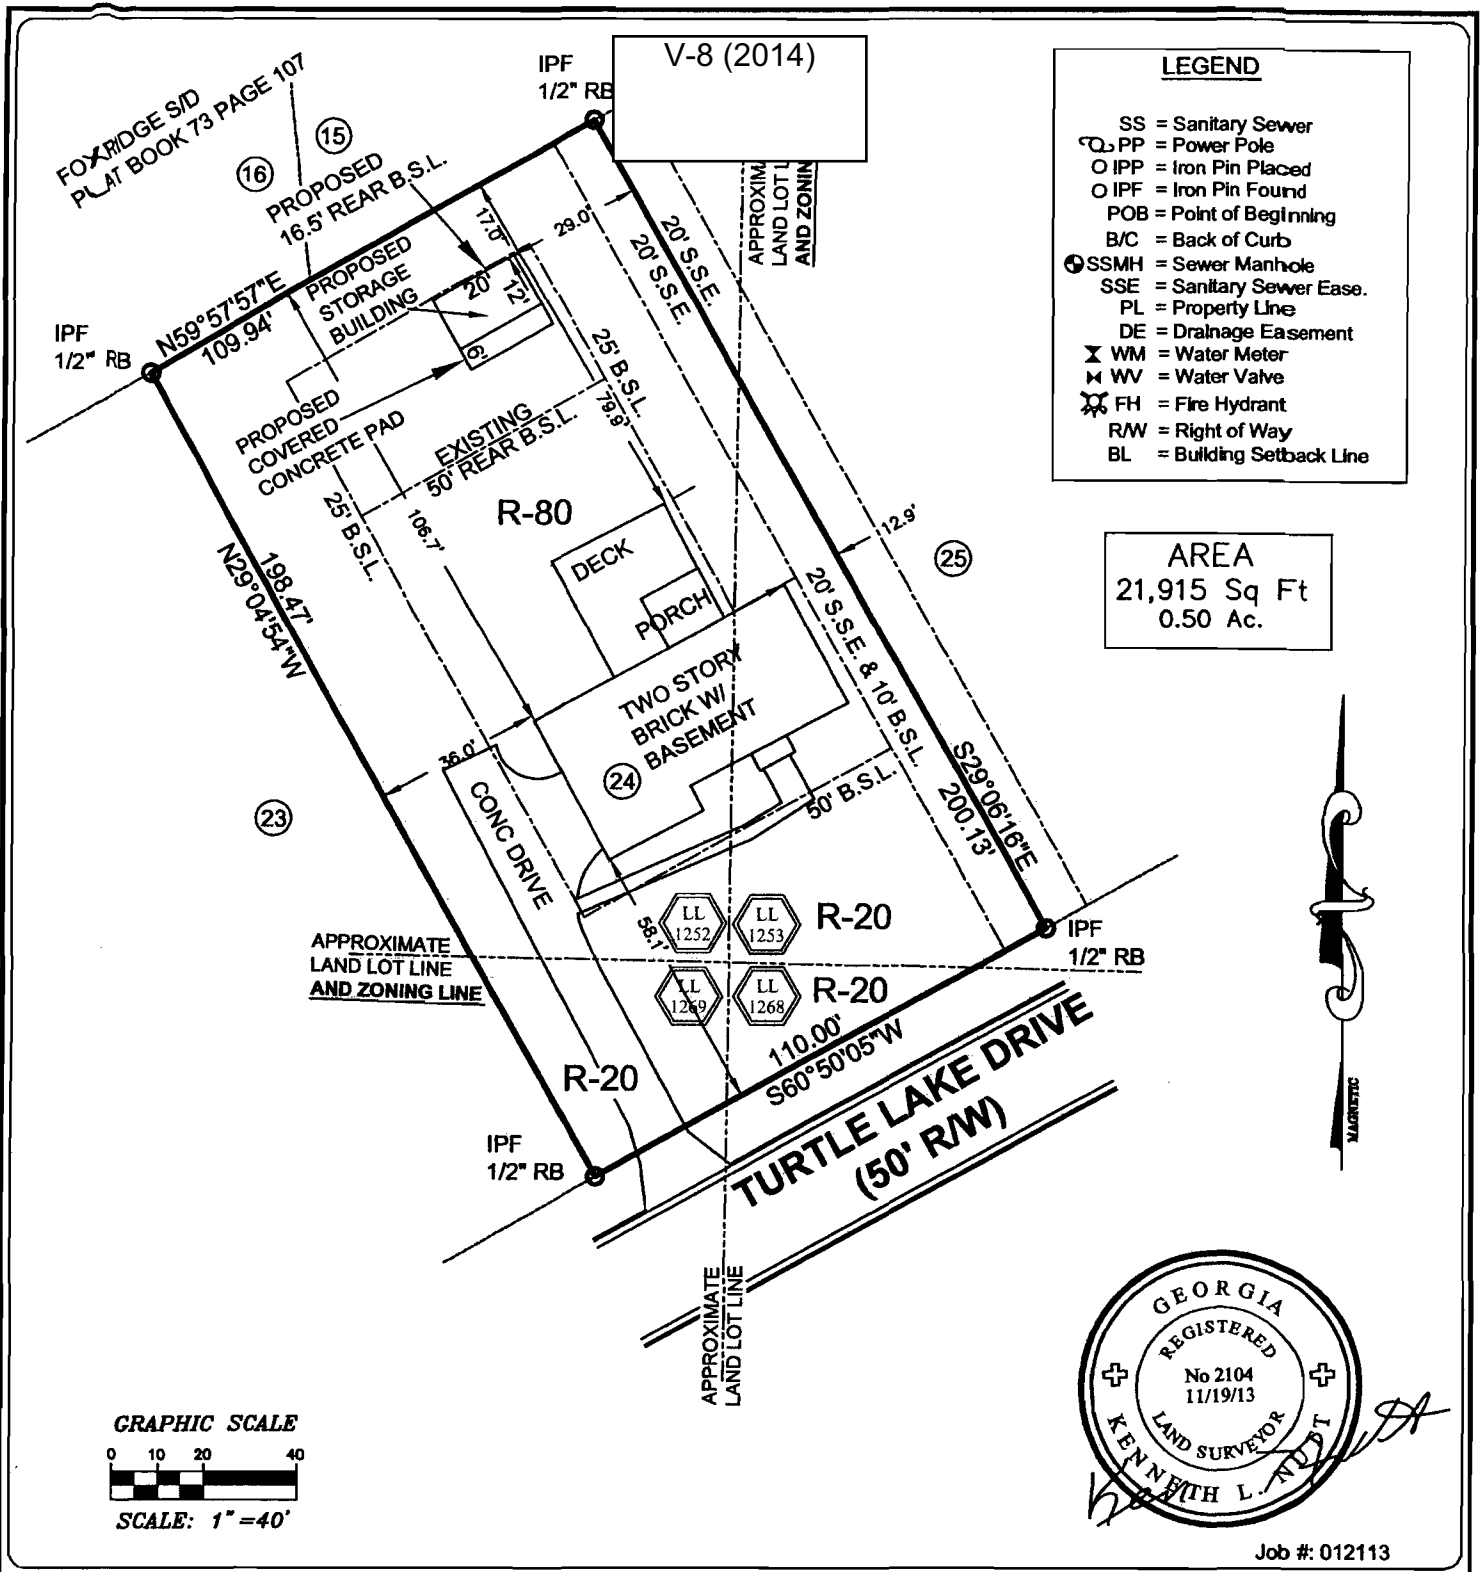 V-8 (2014)
IPF
1/2" RB
FOXRIDGE S/D
PLAT BOOK 73 PAGE 107
16
15
PROPOSED
16.5' REAR B.S.L.
N59°57'57"E
109.94'
IPF
1/2" RB
PROPOSED
STORAGE
BUILDING
17.0'
29.0'
20'
12'
6'
20' S.S.E.
20' S.S.E.
APPROXIMA
LAND LOT L
AND ZONIN
PROPOSED
COVERED
CONCRETE PAD
EXISTING
50' REAR B.S.L.
25' B.S.L.
79.9'
25' B.S.L.
106.7'
R-80
DECK
PORCH
12.9'
25
198.47'
N29°04'54"W
20' S.S.E. & 10' B.S.L.
TWO STORY
BRICK W/
BASEMENT
24
36.0'
23
CONC DRIVE
50' B.S.L.
S29°06'16"E
200.13'
58.1'
LL
1252
LL
1253
R-20
LL
1269
LL
1268
R-20
APPROXIMATE
LAND LOT LINE
AND ZONING LINE
IPF
1/2" RB
110.00'
S60°50'05"W
R-20
IPF
1/2" RB
TURTLE LAKE DRIVE
(50' R/W)
APPROXIMATE
LAND LOT LINE
LEGEND
SS = Sanitary Sewer
PP = Power Pole
IPP = Iron Pin Placed
IPF = Iron Pin Found
POB = Point of Beginning
B/C = Back of Curb
SSMH = Sewer Manhole
SSE = Sanitary Sewer Ease.
PL = Property Line
DE = Drainage Easement
WM = Water Meter
WV = Water Valve
FH = Fire Hydrant
R/W = Right of Way
BL = Building Setback Line
AREA
21,915 Sq Ft
0.50 Ac.
MAGNETIC
GRAPHIC SCALE
0 10 20 40
SCALE: 1"=40'
GEORGIA
REGISTERED
No 2104
11/19/13
LAND SURVEYOR
KENNETH L. NUTT
Job #: 012113